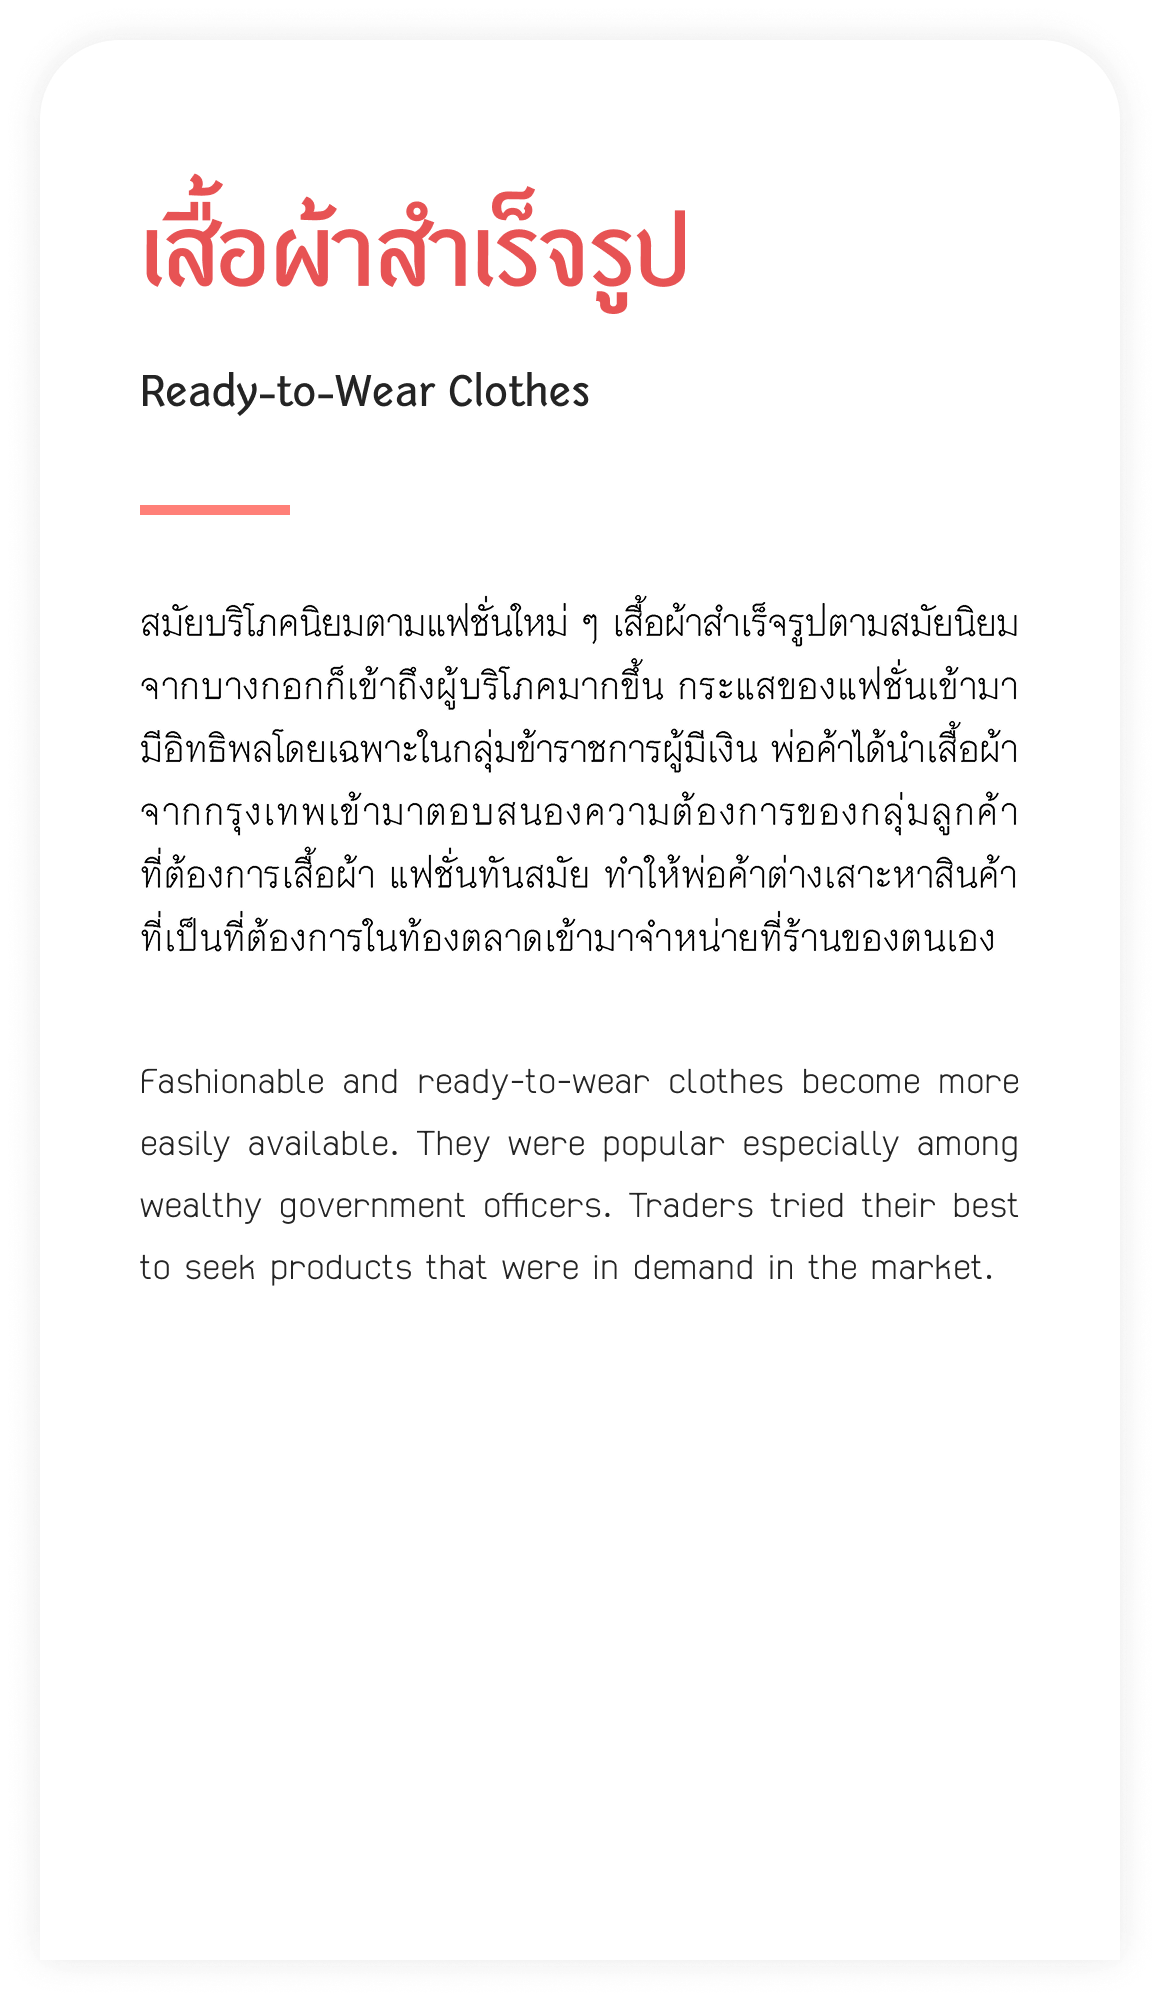 เสื้อผ้าสำเร็จรูป
Ready-to-Wear Clothes
สมัยบริโภคนิยมตามแฟชั่นใหม่ ๆ เสื้อผ้าสำเร็จรูปตามสมัยนิยม
จากบางกอกก็เข้าถึงผู้บริโภคมากขึ้น กระแสของแฟชั่นเข้ามา
มีอิทธิพลโดยเฉพาะในกลุ่มข้าราชการผู้มีเงิน พ่อค้าได้นำเสื้อผ้า
จากกรุงเทพเข้ามาตอบสนองความต้องการของกลุ่มลูกค้า
ที่ต้องการเสื้อผ้า แฟชั่นทันสมัย ทำให้พ่อค้าต่างเสาะหาสินค้า
ที่เป็นที่ต้องการในท้องตลาดเข้ามาจำหน่ายที่ร้านของตนเอง
Fashionable and ready-to-wear clothes become more
easily available. They were popular especially among
wealthy government officers. Traders tried their best
to seek products that were in demand in the market.